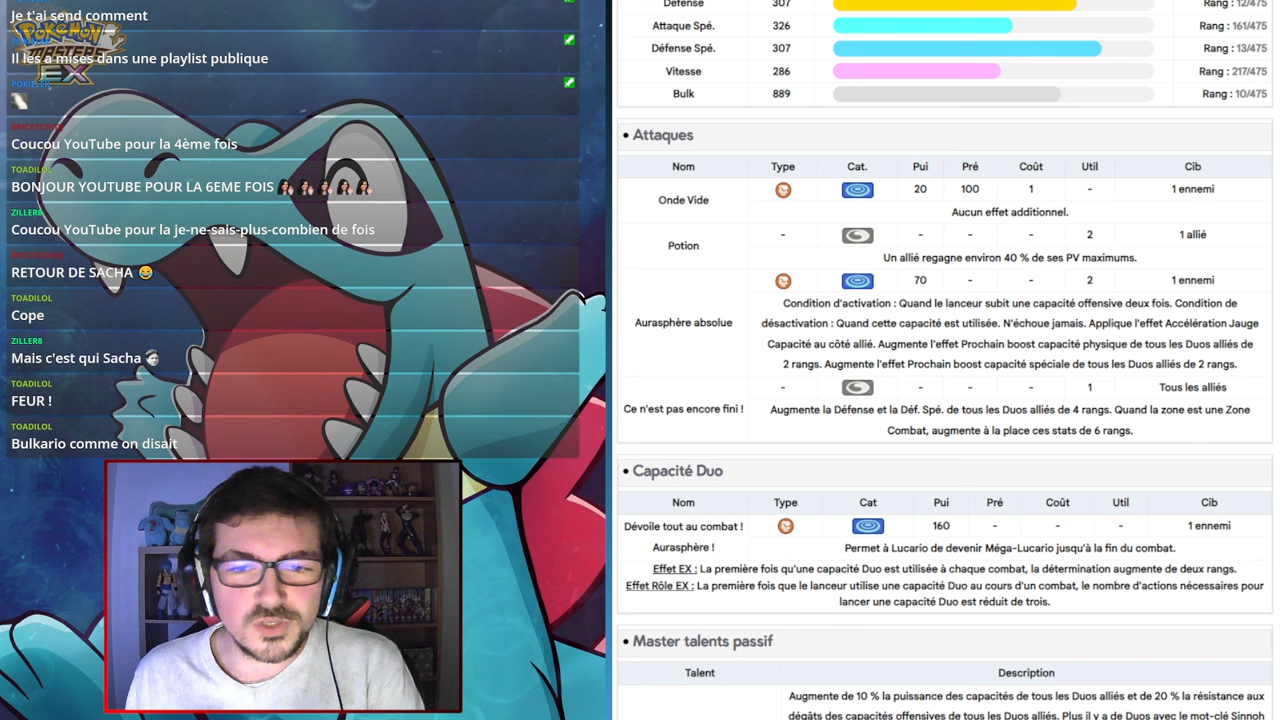 Je t'ai send comment
POKIELEK
Il les a mises dans une playlist publique
Pokémon
MASTERS
EX
POKIELEK
BRICE93300
Coucou YouTube pour la 4ème fois
TOADILOL
BONJOUR YOUTUBE POUR LA 6EME FOIS
ZILLER8
Coucou YouTube pour la je-ne-sais-plus-combien de fois
RETOUR DE SACHA
TOADILOL
Cope
ZILLER8
Mais c'est qui Sacha
TOADILOL
FEUR !
TOADILOL
Bulkario comme on disait
Défense 307 Rang : 12/475
Attaque Spé. 326 Rang : 161/475
Défense Spé. 307 Rang : 13/475
Vitesse 286 Rang : 217/475
Bulk 889 Rang : 10/475
• Attaques
Nom Type Cat. Pui Pré Coût Util Cib
Onde Vide 20 100 1 - 1 ennemi
Aucun effet additionnel.
Potion - - - - 2 1 allié
Un allié regagne environ 40 % de ses PV maximums.
70 - - 2 1 ennemi
Aurasphère absolue
Condition d'activation : Quand le lanceur subit une capacité offensive deux fois. Condition de
désactivation : Quand cette capacité est utilisée. N'échoue jamais. Applique l'effet Accélération Jauge
Capacité au côté allié. Augmente l'effet Prochain boost capacité physique de tous les Duos alliés de
2 rangs. Augmente l'effet Prochain boost capacité spéciale de tous les Duos alliés de 2 rangs.
- - - - 1 Tous les alliés
Ce n'est pas encore fini !
Augmente la Défense et la Déf. Spé. de tous les Duos alliés de 4 rangs. Quand la zone est une Zone
Combat, augmente à la place ces stats de 6 rangs.
• Capacité Duo
Nom Type Cat Pui Pré Coût Util Cib
Dévoile tout au combat ! 160 - - - 1 ennemi
Aurasphère ! Permet à Lucario de devenir Méga-Lucario jusqu'à la fin du combat.
Effet EX : La première fois qu'une capacité Duo est utilisée à chaque combat, la détermination augmente de deux rangs.
Effet Rôle EX : La première fois que le lanceur utilise une capacité Duo au cours d'un combat, le nombre d'actions nécessaires pour
lancer une capacité Duo est réduit de trois.
• Master talents passif
Talent Description
Augmente de 10 % la puissance des capacités de tous les Duos alliés et de 20 % la résistance aux
dégâts des capacités offensives de tous les Duos alliés. Plus il y a de Duos avec le mot-clé Sinnoh